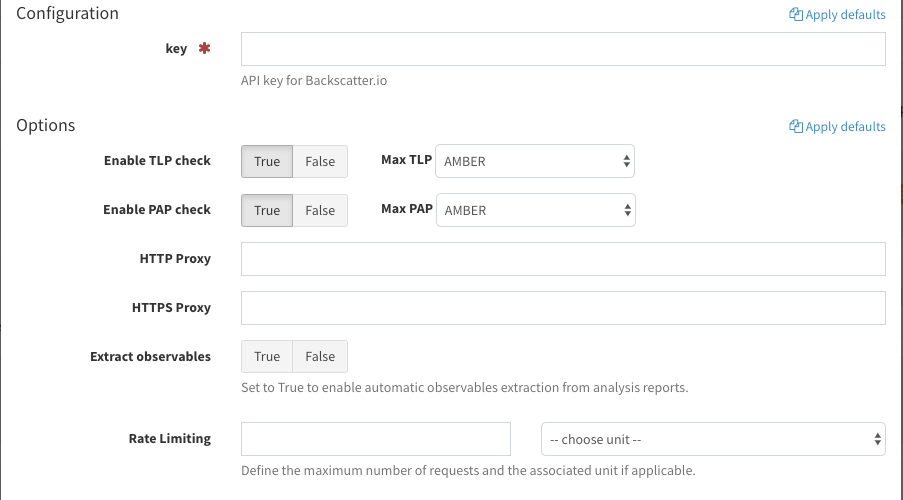 Configuration Apply defaults
key *
API key for Backscatter.io
Options Apply defaults
Enable TLP check True False Max TLP AMBER
Enable PAP check True False Max PAP AMBER
HTTP Proxy
HTTPS Proxy
Extract observables True False
Set to True to enable automatic observables extraction from analysis reports.
Rate Limiting -- choose unit --
Define the maximum number of requests and the associated unit if applicable.